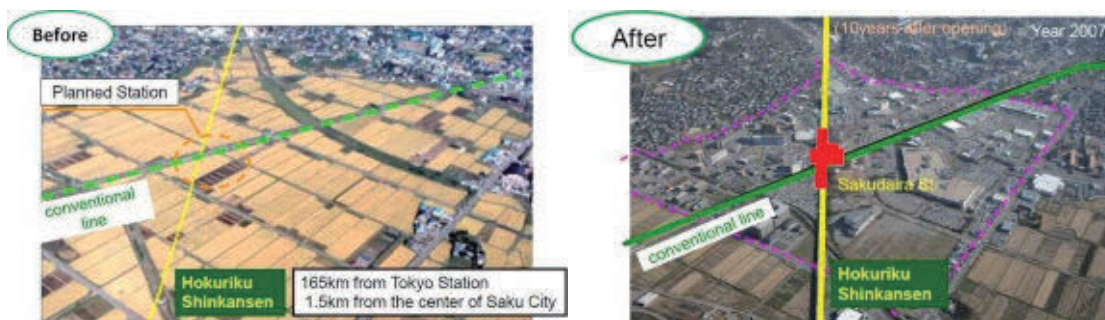 Before
Planned Station
conventional
line
Hokuriku
Shinkansen
165km from Tokyo Station
1.5km from the center of Saku City
After
(10years after opening)
Year 2007
Sakudaira St.
conventional line
Hokuriku
Shinkansen